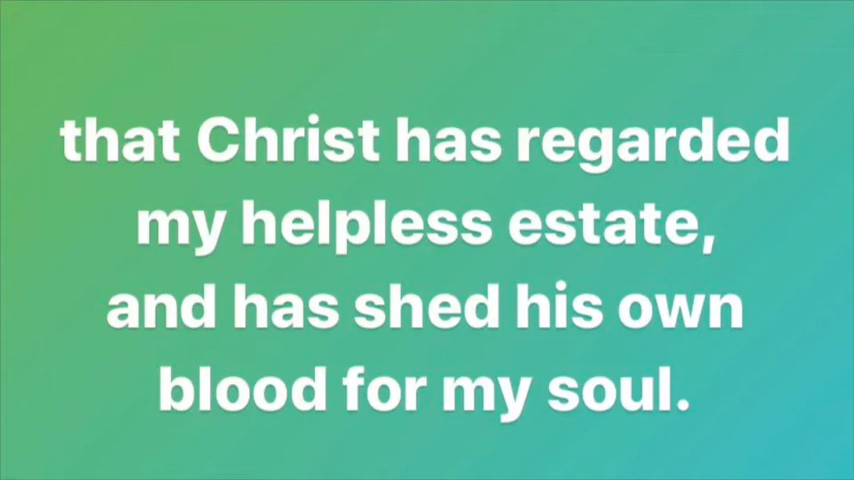 that Christ has regarded
my helpless estate,
and has shed his own
blood for my soul.